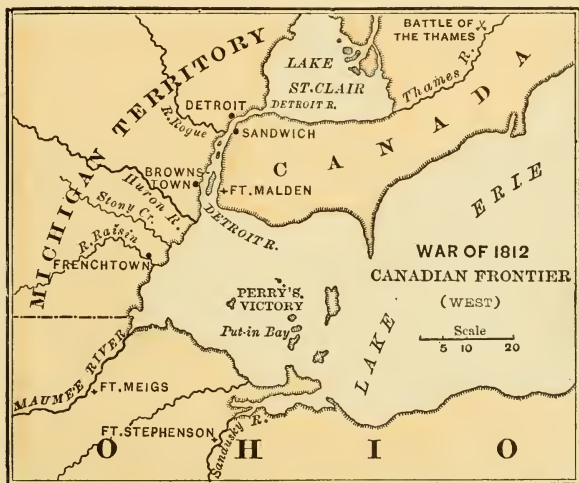 BATTLE OF
THE THAMES
Thames R.
LAKE
ST. CLAIR
DETROIT R.
MICHIGAN TERRITORY
DETROIT
R. Rogue
SANDWICH
CANADA
BROWNS-
TOWN
FT. MALDEN
Huron R.
Stony Cr.
DETROIT R.
R. Raisin
FRENCHTOWN
LAKE ERIE
WAR OF 1812
CANADIAN FRONTIER
(WEST)
Scale
5 10 20
PERRY'S
VICTORY
Put-in Bay
MAUMEE RIVER
FT. MEIGS
FT. STEPHENSON
Sandusky R.
OHIO